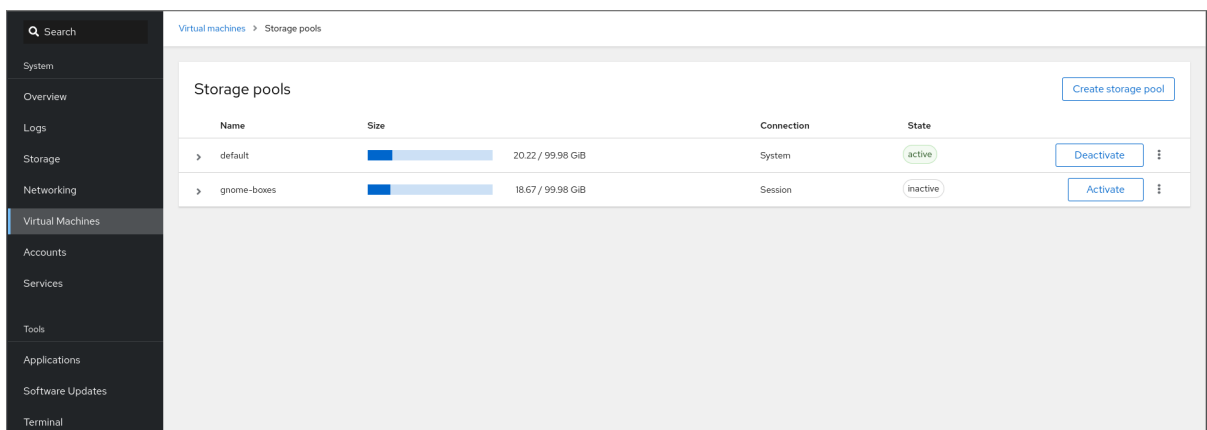 Search
System
Overview
Logs
Storage
Networking
Virtual Machines
Accounts
Services
Tools
Applications
Software Updates
Terminal
Virtual machines > Storage pools
Storage pools
Create storage pool
Name Size Connection State
default 20.22 / 99.98 GiB System active Deactivate
gnome-boxes 18.67 / 99.98 GiB Session inactive Activate